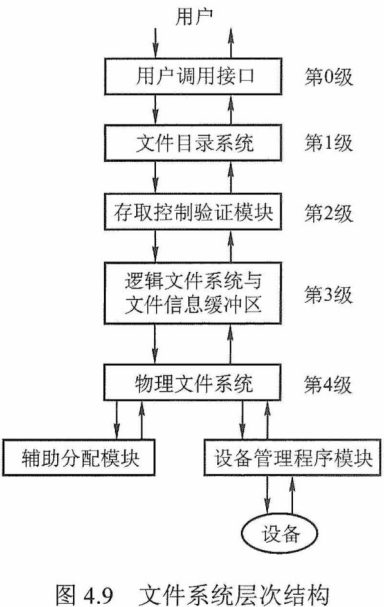 用户
用户调用接口
第0级
文件目录系统
第1级
存取控制验证模块
第2级
逻辑文件系统与
文件信息缓冲区
第3级
物理文件系统
第4级
辅助分配模块
设备管理程序模块
设备
图 4.9 文件系统层次结构